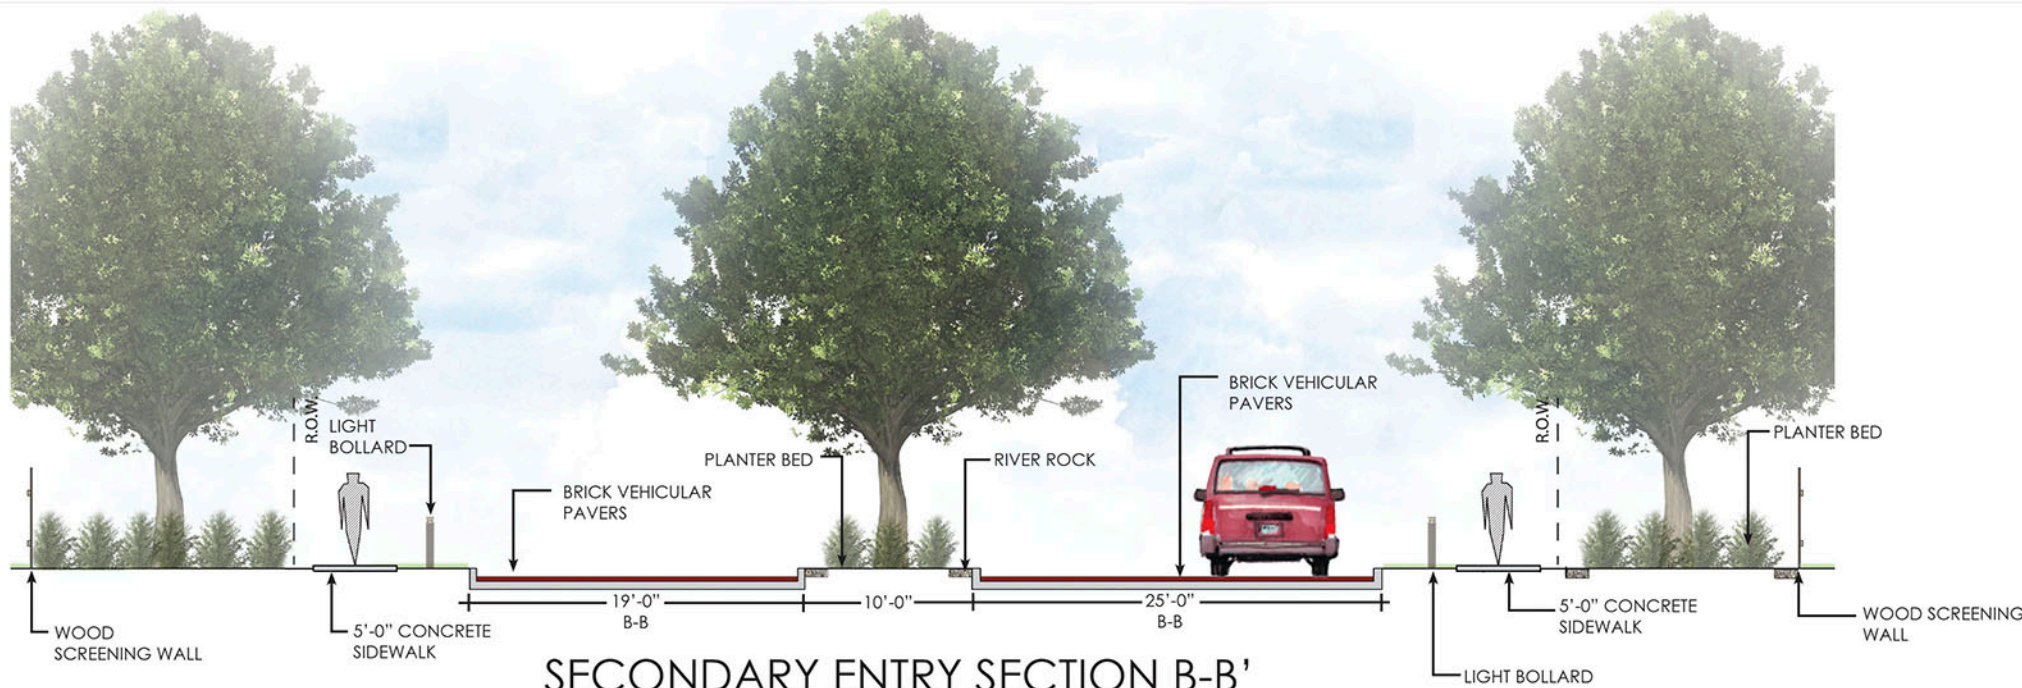 R.O.W.
LIGHT
BOLLARD
PLANTER BED
RIVER ROCK
BRICK VEHICULAR
PAVERS
BRICK VEHICULAR
PAVERS
R.O.W.
PLANTER BED
19'-0"
B-B
10'-0"
25'-0"
B-B
WOOD
SCREENING WALL
5'-0" CONCRETE
SIDEWALK
5'-0" CONCRETE
SIDEWALK
WOOD SCREENING
WALL
LIGHT BOLLARD
SECONDARY ENTRY SECTION B-B'